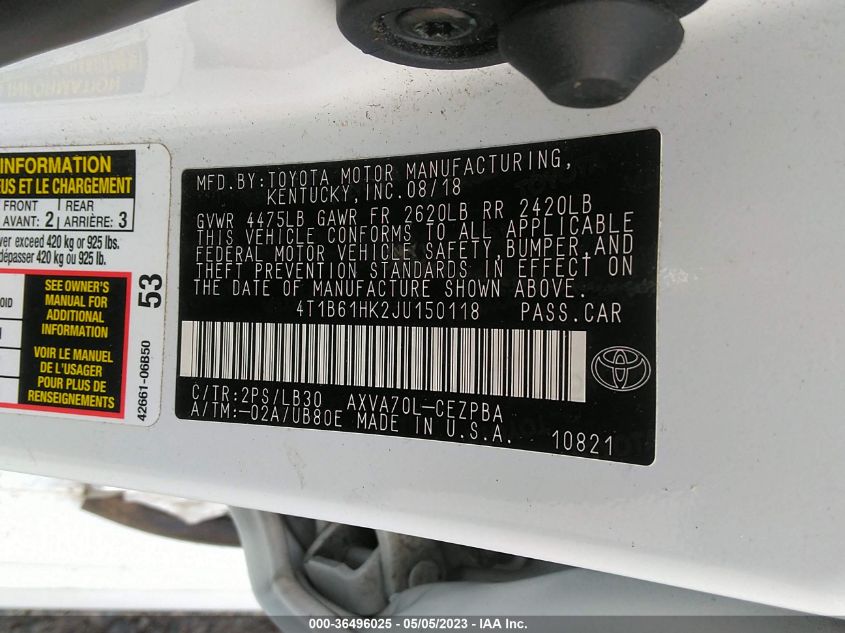 INFORMATION
EUS ET LE CHARGEMENT
FRONT REAR
AVANT: 2 ARRIÈRE: 3
ver exceed 420 kg or 925 lbs.
dépasser 420 kg ou 925 lb.
SEE OWNER'S
MANUAL FOR
ADDITIONAL
INFORMATION
VOIR LE MANUEL
DE L'USAGER
POUR PLUS DE
Renseignements.
OID
53
42661-06B50
MFD.BY:TOYOTA MOTOR MANUFACTURING,
KENTUCKY,INC.08/18
GVWR 4475LB GAWR FR 2620LB RR 2420LB
THIS VEHICLE CONFORMS TO ALL APPLICABLE
FEDERAL MOTOR VEHICLE SAFETY,BUMPER,AND
THEFT PREVENTION STANDARDS IN EFFECT ON
THE DATE OF MANUFACTURE SHOWN ABOVE.
4T1B61HK2JU150118 PASS.CAR
C/TR:2PS/LB30 AXVA70L-CEZPBA
A/TM:-02A/UB80E MADE IN U.S.A. 10821
000-36496025 - 05/05/2023 - IAA Inc.